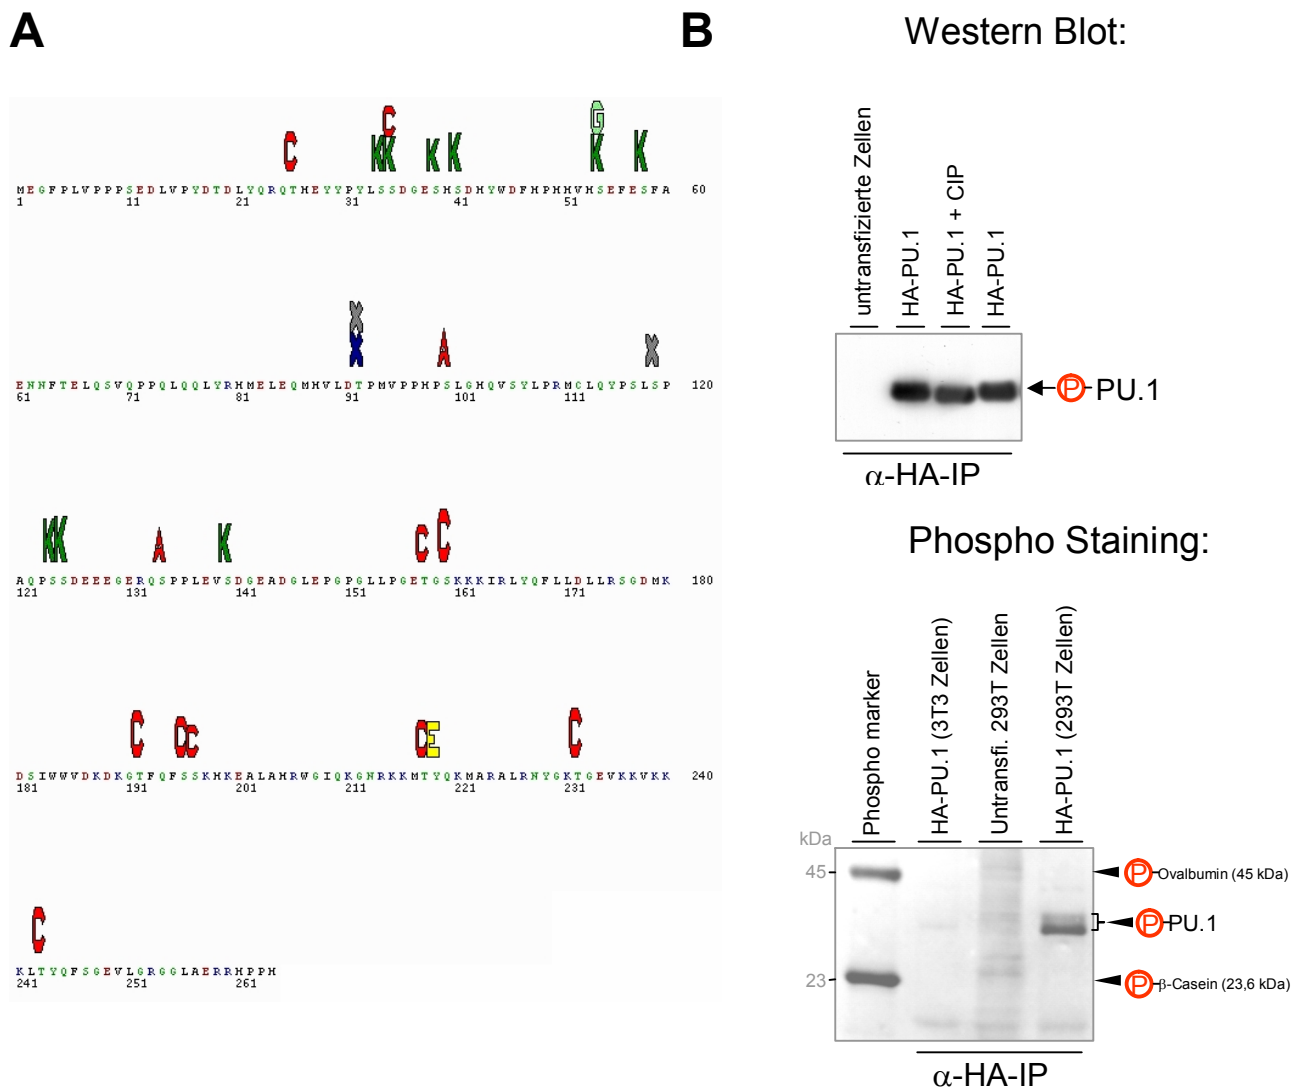 A
B
Western Blot:
C
G
C K K K K K K
MEGFPLVPPPSEDLVPYDTDLYQRQTHEYYPYLSSDGESHSDHYWDFHPHHVHSEFESFA 60
1 11 21 31 41 51
X
X A X
ENNFTELQSVQPPQLQQLYRHMELEQMHVLDTPMVPPHPSLGHQVSYLPRMCLQYPSLSP 120
61 71 81 91 101 111
K K A K C C
AQPSSDEEEGERQSPPLEVSDGEADGLEPGPGLLPGETGSKKKIRLYQFLLDLLRSGDMK 180
121 131 141 151 161 171
C C C C E C
DSIWWVDKDKGTFQFSSKHKEALAHRWGIQKGNRKKMTYQKMARALRNYGKTGEVKKVKK 240
181 191 201 211 221 231
C
KLTYQFSGEVLGRGGLAERRHPPH
241 251 261
untransfizierte Zellen
HA-PU.1
HA-PU.1 + CIP
HA-PU.1
P PU.1
α-HA-IP
Phospho Staining:
Phospho marker
HA-PU.1 (3T3 Zellen)
Untransfi. 293T Zellen
HA-PU.1 (293T Zellen)
kDa
45
P Ovalbumin (45 kDa)
P PU.1
23
P β-Casein (23,6 kDa)
α-HA-IP